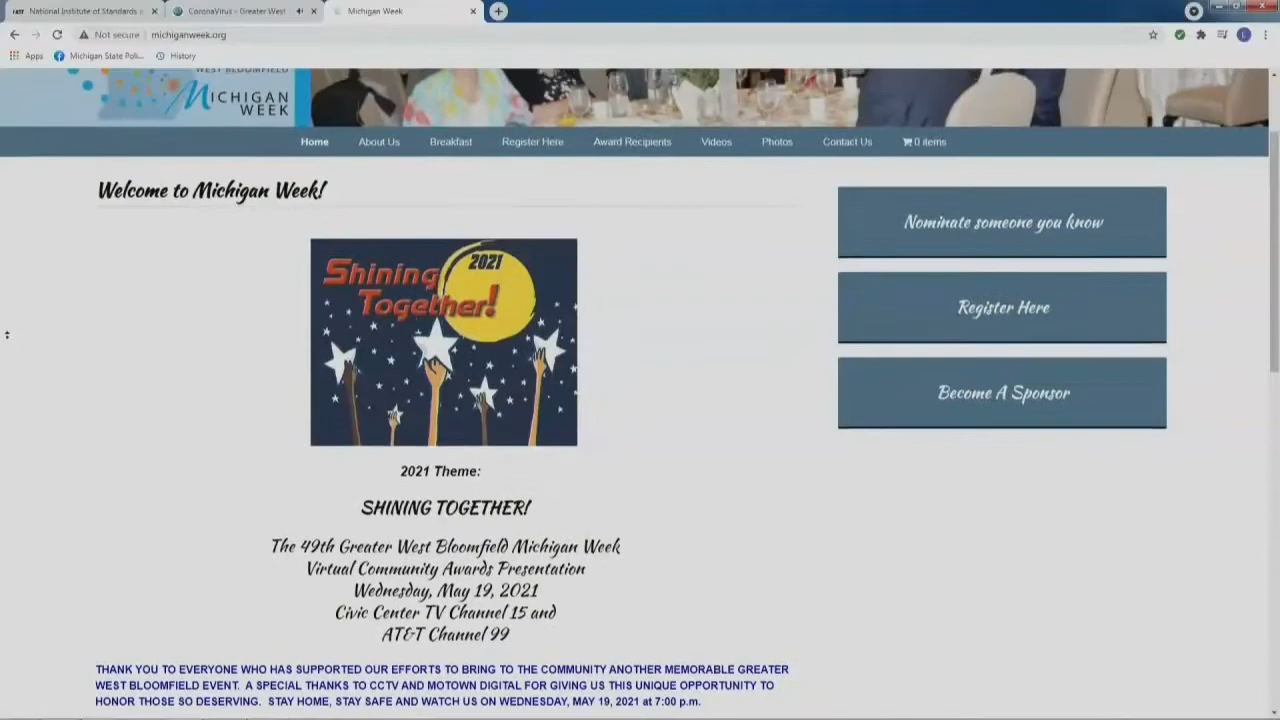 National Institute of Standards
CoronaVirus - Greater West
Michigan Week
Not secure
michiganweek.org
Apps
Michigan State Poli...
History
L
WEST BLOOMFIELD
MICHIGAN
WEEK
Home
About Us
Breakfast
Register Here
Award Recipients
Videos
Photos
Contact Us
0 items
Welcome to Michigan Week!
Nominate someone you know
Register Here
Become A Sponsor
2021
Shining
Together!
2021 Theme:
SHINING TOGETHER!
The 49th Greater West Bloomfield Michigan Week
Virtual Community Awards Presentation
Wednesday, May 19, 2021
Civic Center TV Channel 15 and
AT&T Channel 99
THANK YOU TO EVERYONE WHO HAS SUPPORTED OUR EFFORTS TO BRING TO THE COMMUNITY ANOTHER MEMORABLE GREATER
WEST BLOOMFIELD EVENT. A SPECIAL THANKS TO CCTV AND MOTOWN DIGITAL FOR GIVING US THIS UNIQUE OPPORTUNITY TO
HONOR THOSE SO DESERVING. STAY HOME, STAY SAFE AND WATCH US ON WEDNESDAY, MAY 19, 2021 at 7:00 p.m.